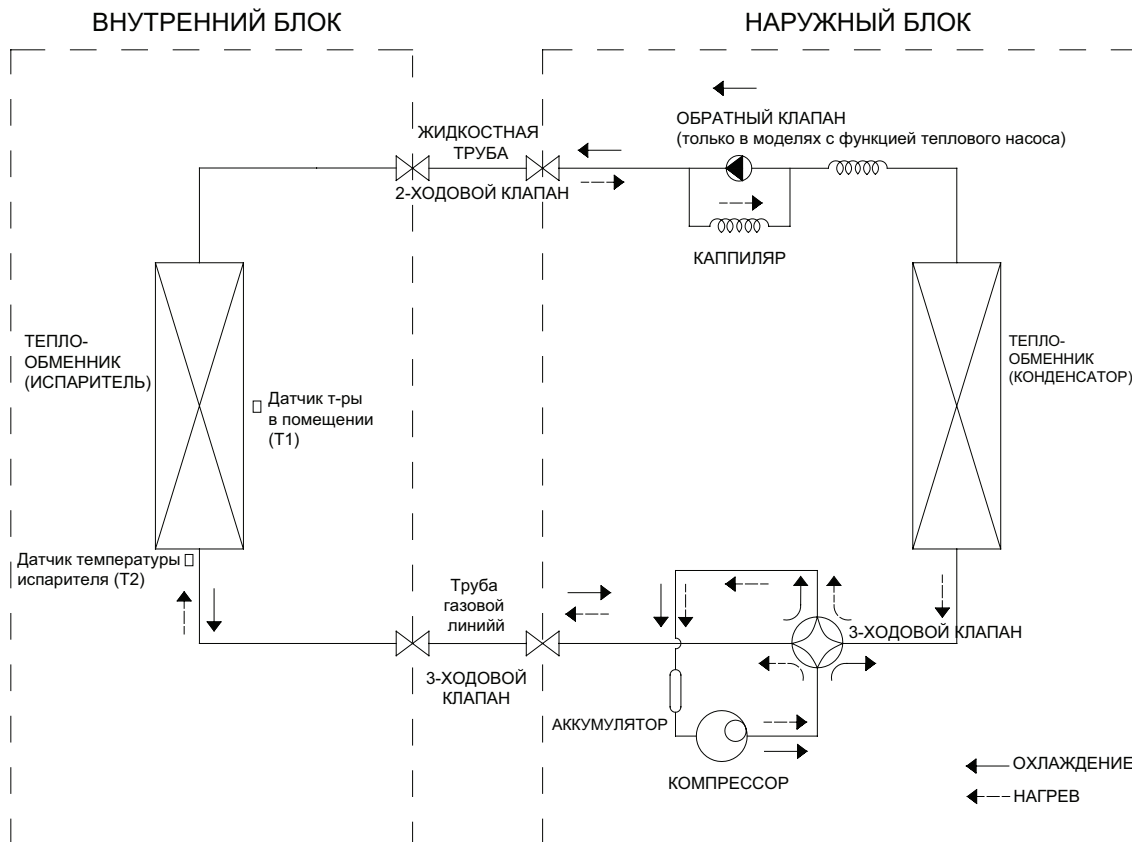 ВНУТРЕННИЙ БЛОК
НАРУЖНЫЙ БЛОК
ОБРАТНЫЙ КЛАПАН
(только в моделях с функцией теплового насоса)
ЖИДКОСТНАЯ
ТРУБА
2-ХОДОВОЙ КЛАПАН
КАППИЛЯР
ТЕПЛО-
ОБМЕННИК
(ИСПАРИТЕЛЬ)
Датчик т-ры
в помещении
(T1)
ТЕПЛО-
ОБМЕННИК
(КОНДЕНСАТОР)
Датчик температуры
испарителя (T2)
Труба
газовой
линийй
3-ХОДОВОЙ
КЛАПАН
3-ХОДОВОЙ КЛАПАН
АККУМУЛЯТОР
КОМПРЕССОР
ОХЛАЖДЕНИЕ
НАГРЕВ